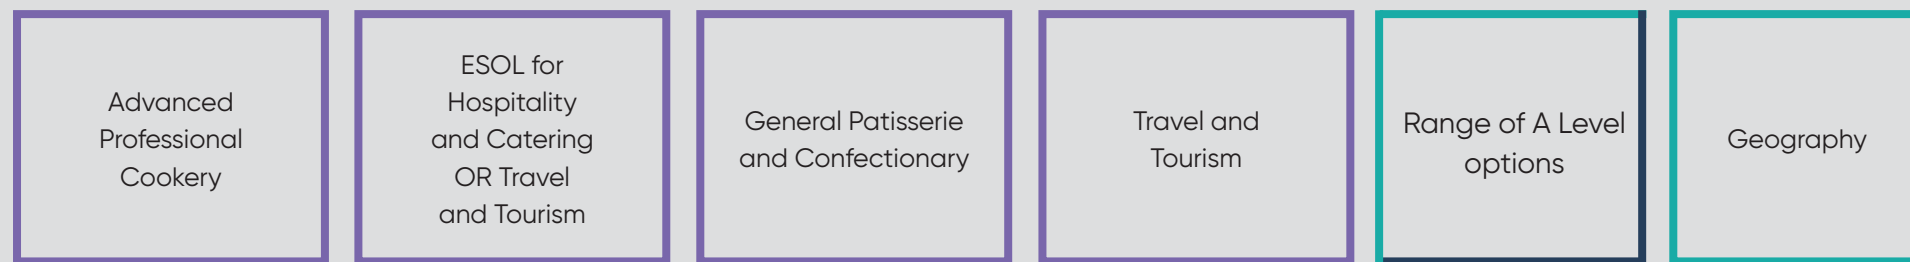 Advanced
Professional
Cookery
ESOL for
Hospitality
and Catering
OR Travel
and Tourism
General Patisserie
and Confectionary
Travel and
Tourism
Range of A Level
options
Geography